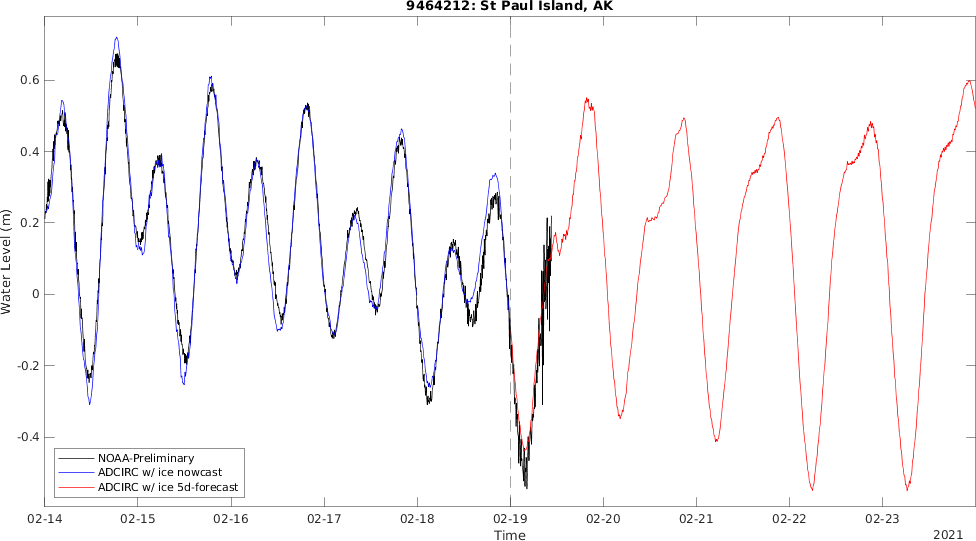 9464212: St Paul Island, AK
0.6
0.4
0.2
0
-0.2
-0.4
Water Level (m)
NOAA-Preliminary
ADCIRC w/ ice nowcast
ADCIRC w/ ice 5d-forecast
02-14 02-15 02-16 02-17 02-18 02-19 02-20 02-21 02-22 02-23
Time
2021